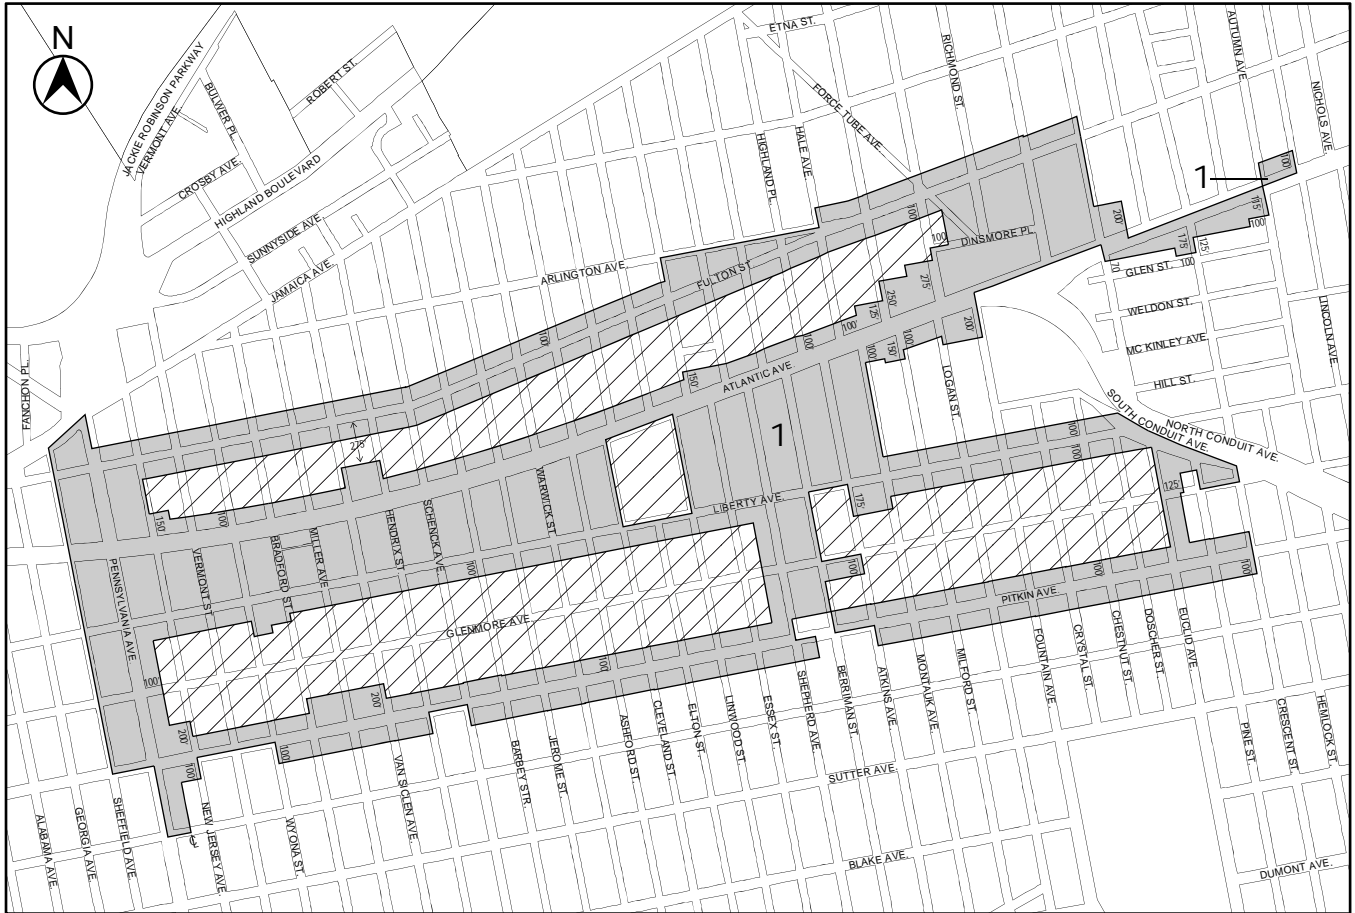 N
ETNA ST.
AUTUMN AVE.
RICHMOND ST.
JACKIE ROBINSON PARKWAY
VERMONT AVE.
BULWER PL.
ROBERT ST.
FORCE TUBE AVE.
NICHOLS AVE.
HIGHLAND PL.
HALE AVE.
CROSBY AVE.
HIGHLAND BOULEVARD
1
100'
SUNNYSIDE AVE.
JAMAICA AVE.
ARLINGTON AVE.
FULTON ST.
100'
100'
DINSMORE PL.
200'
115'
100'
175'
125'
70'
GLEN ST.
100'
275'
250'
125'
100'
WELDON ST.
LINCOLN AVE.
MC KINLEY AVE.
HILL ST.
200'
100'
150'
100'
100'
100'
LOGAN ST.
FANCHON PL.
ATLANTIC AVE.
150'
SOUTH CONDUIT AVE.
NORTH CONDUIT AVE.
275'
1
100'
100'
125'
WARWICK ST.
LIBERTY AVE.
175'
150'
100'
HENDRIX ST.
SCHENCK AVE.
MILLER AVE.
BRADFORD ST.
VERMONT ST.
PENNSYLVANIA AVE.
100'
100'
100'
100'
PITKIN AVE.
GLENMORE AVE.
100'
100'
200'
200'
100'
100'
SHEPHERD AVE.
BERRIMAN ST.
ATKINS AVE.
MONTAUK AVE.
MILFORD ST.
FOUNTAIN AVE.
CRYSTAL ST.
CHESTNUT ST.
DOSCHER ST.
EUCLID AVE.
ESSEX ST.
LINWOOD ST.
ELTON ST.
CLEVELAND ST.
ASHFORD ST.
JEROME ST.
BARBEY STR.
VAN SICLEN AVE.
WYONA ST.
NEW JERSEY AVE.
SHEFFIELD AVE.
GEORGIA AVE.
ALABAMA AVE.
SUTTER AVE.
PINE ST.
CRESCENT ST.
HEMLOCK ST.
BLAKE AVE.
DUMONT AVE.